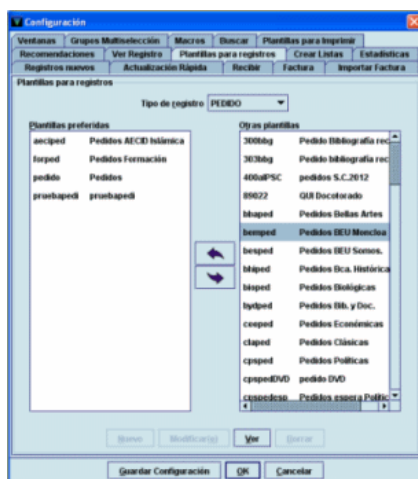 Configuración
Ventanas Grupos Multiselección Macros Buscar Plantillas para Imprimir
Recomendaciones Ver Registro Plantillas para registros Crear Listas Estadísticas
Registros nuevos Actualización Rápida Recibir Factura Importar Factura
Plantillas para registros
Tipo de registro PEDIDO
Plantillas preferidas Otras plantillas
aeciped Pedidos AECID Islámica
forped Pedidos Formación
pedido Pedidos
pruebapedi pruebapedi
300bbg Pedido Bibliografía rec
303bbg Pedido bibliografía rec
400alPSC pedidos S.C.2012
89022 QUI Doctorado
bbaped Pedidos Bellas Artes
bemped Pedidos BEU Moncloa
besped Pedidos BEU Somos.
bhiped Pedidos Bca. Histórica
bioped Pedidos Biológicas
bydped Pedidos Bib. y Doc.
ceeped Pedidos Económicas
claped Pedidos Clásicas
cpsped Pedidos Políticas
cpspedDVD pedido DVD
cpspedesp Pedidos espera Polític
Nuevo Modificar(s) Ver Borrar
Guardar Configuración OK Cancelar